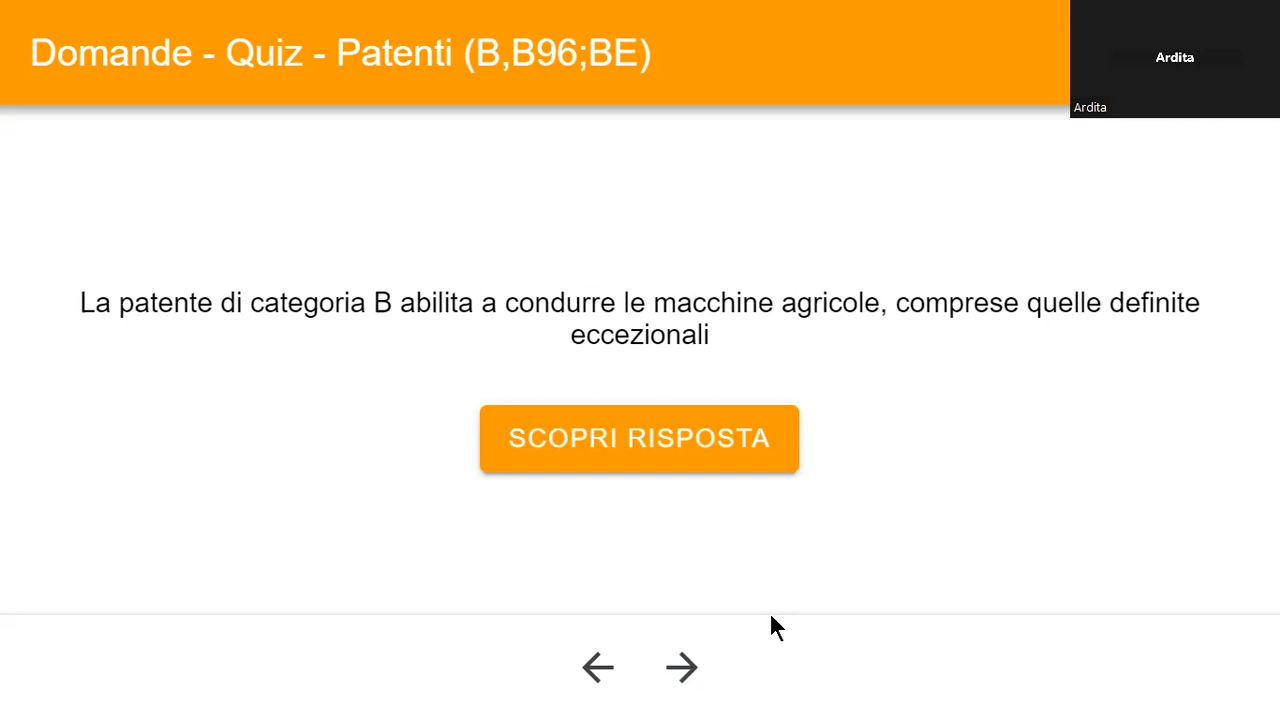 Domande - Quiz - Patenti (B,B96;BE)
Ardita
Ardita
La patente di categoria B abilita a condurre le macchine agricole, comprese quelle definite
eccezionali
SCOPRI RISPOSTA